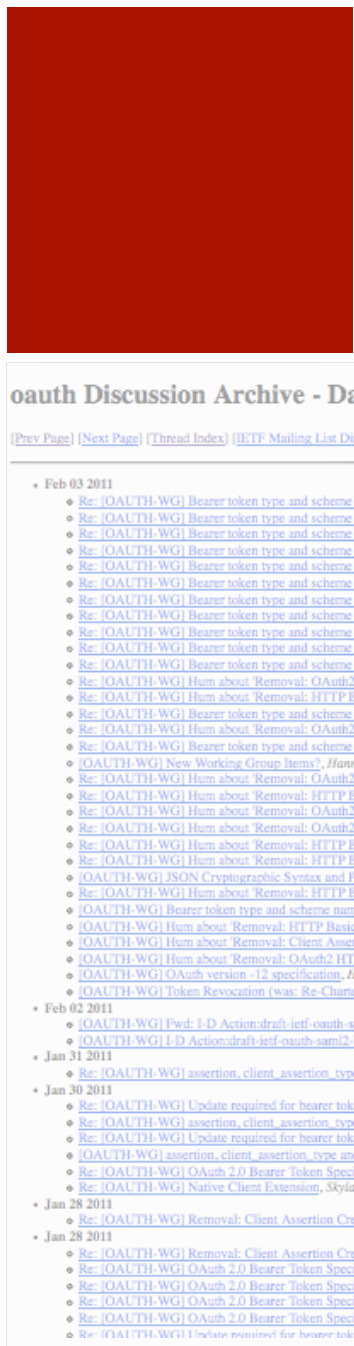 oauth Discussion Archive - Da
[Prev Page] [Next Page] [Thread Index] [IETF Mailing List Di
Feb 03 2011
Re: [OAUTH-WG] Bearer token type and scheme
Re: [OAUTH-WG] Bearer token type and scheme
Re: [OAUTH-WG] Bearer token type and scheme
Re: [OAUTH-WG] Bearer token type and scheme
Re: [OAUTH-WG] Bearer token type and scheme
Re: [OAUTH-WG] Bearer token type and scheme
Re: [OAUTH-WG] Bearer token type and scheme
Re: [OAUTH-WG] Bearer token type and scheme
Re: [OAUTH-WG] Bearer token type and scheme
Re: [OAUTH-WG] Bearer token type and scheme
Re: [OAUTH-WG] Bearer token type and scheme
Re: [OAUTH-WG] Hum about 'Removal: OAuth2
Re: [OAUTH-WG] Hum about 'Removal: HTTP B
Re: [OAUTH-WG] Bearer token type and scheme
Re: [OAUTH-WG] Hum about 'Removal: OAuth2
Re: [OAUTH-WG] Bearer token type and scheme
[OAUTH-WG] New Working Group Items?, Hann
Re: [OAUTH-WG] Hum about 'Removal: OAuth2
Re: [OAUTH-WG] Hum about 'Removal: HTTP B
Re: [OAUTH-WG] Hum about 'Removal: OAuth2
Re: [OAUTH-WG] Hum about 'Removal: OAuth2
Re: [OAUTH-WG] Hum about 'Removal: HTTP B
Re: [OAUTH-WG] Hum about 'Removal: HTTP B
[OAUTH-WG] JSON Cryptographic Syntax and P
Re: [OAUTH-WG] Hum about 'Removal: HTTP B
[OAUTH-WG] Bearer token type and scheme nam
[OAUTH-WG] Hum about 'Removal: HTTP Basic
[OAUTH-WG] Hum about 'Removal: Client Asser
[OAUTH-WG] Hum about 'Removal: OAuth2 HT
[OAUTH-WG] OAuth version -12 specification, H
[OAUTH-WG] Token Revocation (was: Re-Charte
Feb 02 2011
[OAUTH-WG] Fwd: I-D Action:draft-ietf-oauth-s
[OAUTH-WG] I-D Action:draft-ietf-oauth-saml2-
Jan 31 2011
Re: [OAUTH-WG] assertion, client_assertion_type
Jan 30 2011
Re: [OAUTH-WG] Update required for bearer tok
Re: [OAUTH-WG] assertion, client_assertion_type
Re: [OAUTH-WG] Update required for bearer tok
[OAUTH-WG] assertion, client_assertion_type and
Re: [OAUTH-WG] OAuth 2.0 Bearer Token Speci
Re: [OAUTH-WG] Native Client Extension, Skyla
Jan 28 2011
Re: [OAUTH-WG] Removal: Client Assertion Cre
Jan 28 2011
Re: [OAUTH-WG] Removal: Client Assertion Cre
Re: [OAUTH-WG] OAuth 2.0 Bearer Token Speci
Re: [OAUTH-WG] OAuth 2.0 Bearer Token Speci
Re: [OAUTH-WG] OAuth 2.0 Bearer Token Speci
Re: [OAUTH-WG] OAuth 2.0 Bearer Token Speci
Re: [OAUTH-WG] Update required for bearer tok